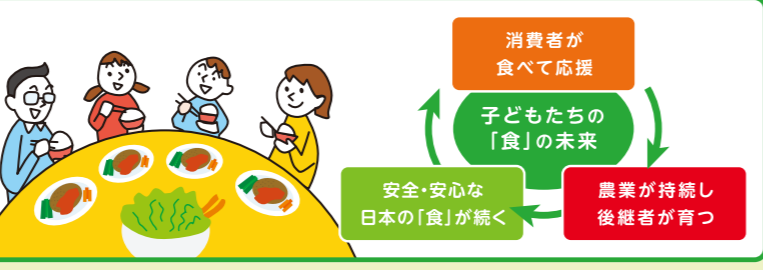 消費者が
食べて応援
子どもたちの
「食」の未来
安全・安心な
日本の「食」が続く
農業が持続し
後継者が育つ